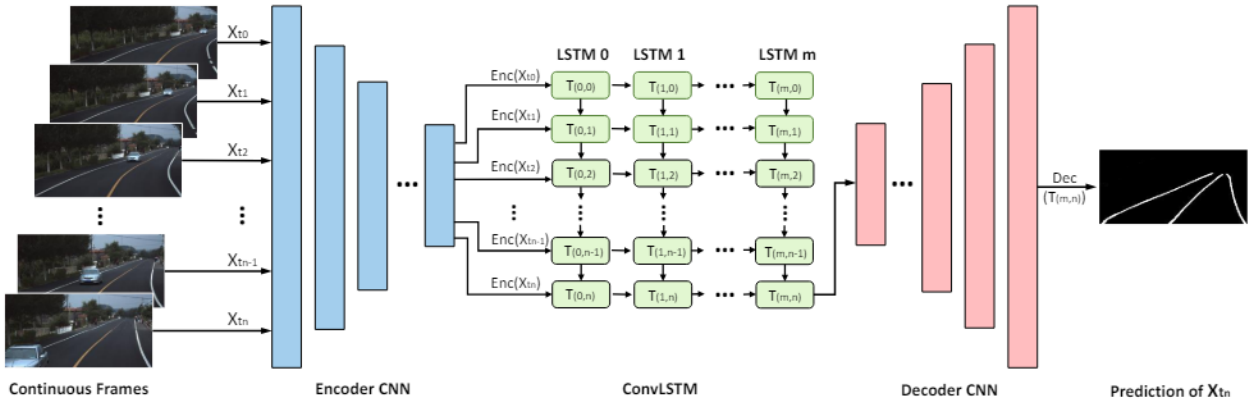 LSTM 0 LSTM 1 LSTM m
Xt0 Enc(Xt0) T(0,0) T(1,0) ••• T(m,0)
Xt1 Enc(Xt1) T(0,1) T(1,1) ••• T(m,1)
Xt2 Enc(Xt2) T(0,2) T(1,2) ••• T(m,2)
Dec
(T(m,n))
Xtn-1 Enc(Xtn-1) T(0,n-1) T(1,n-1) ••• T(m,n-1)
Xtn Enc(Xtn) T(0,n) T(1,n) ••• T(m,n)
Continuous Frames Encoder CNN ConvLSTM Decoder CNN Prediction of Xtn